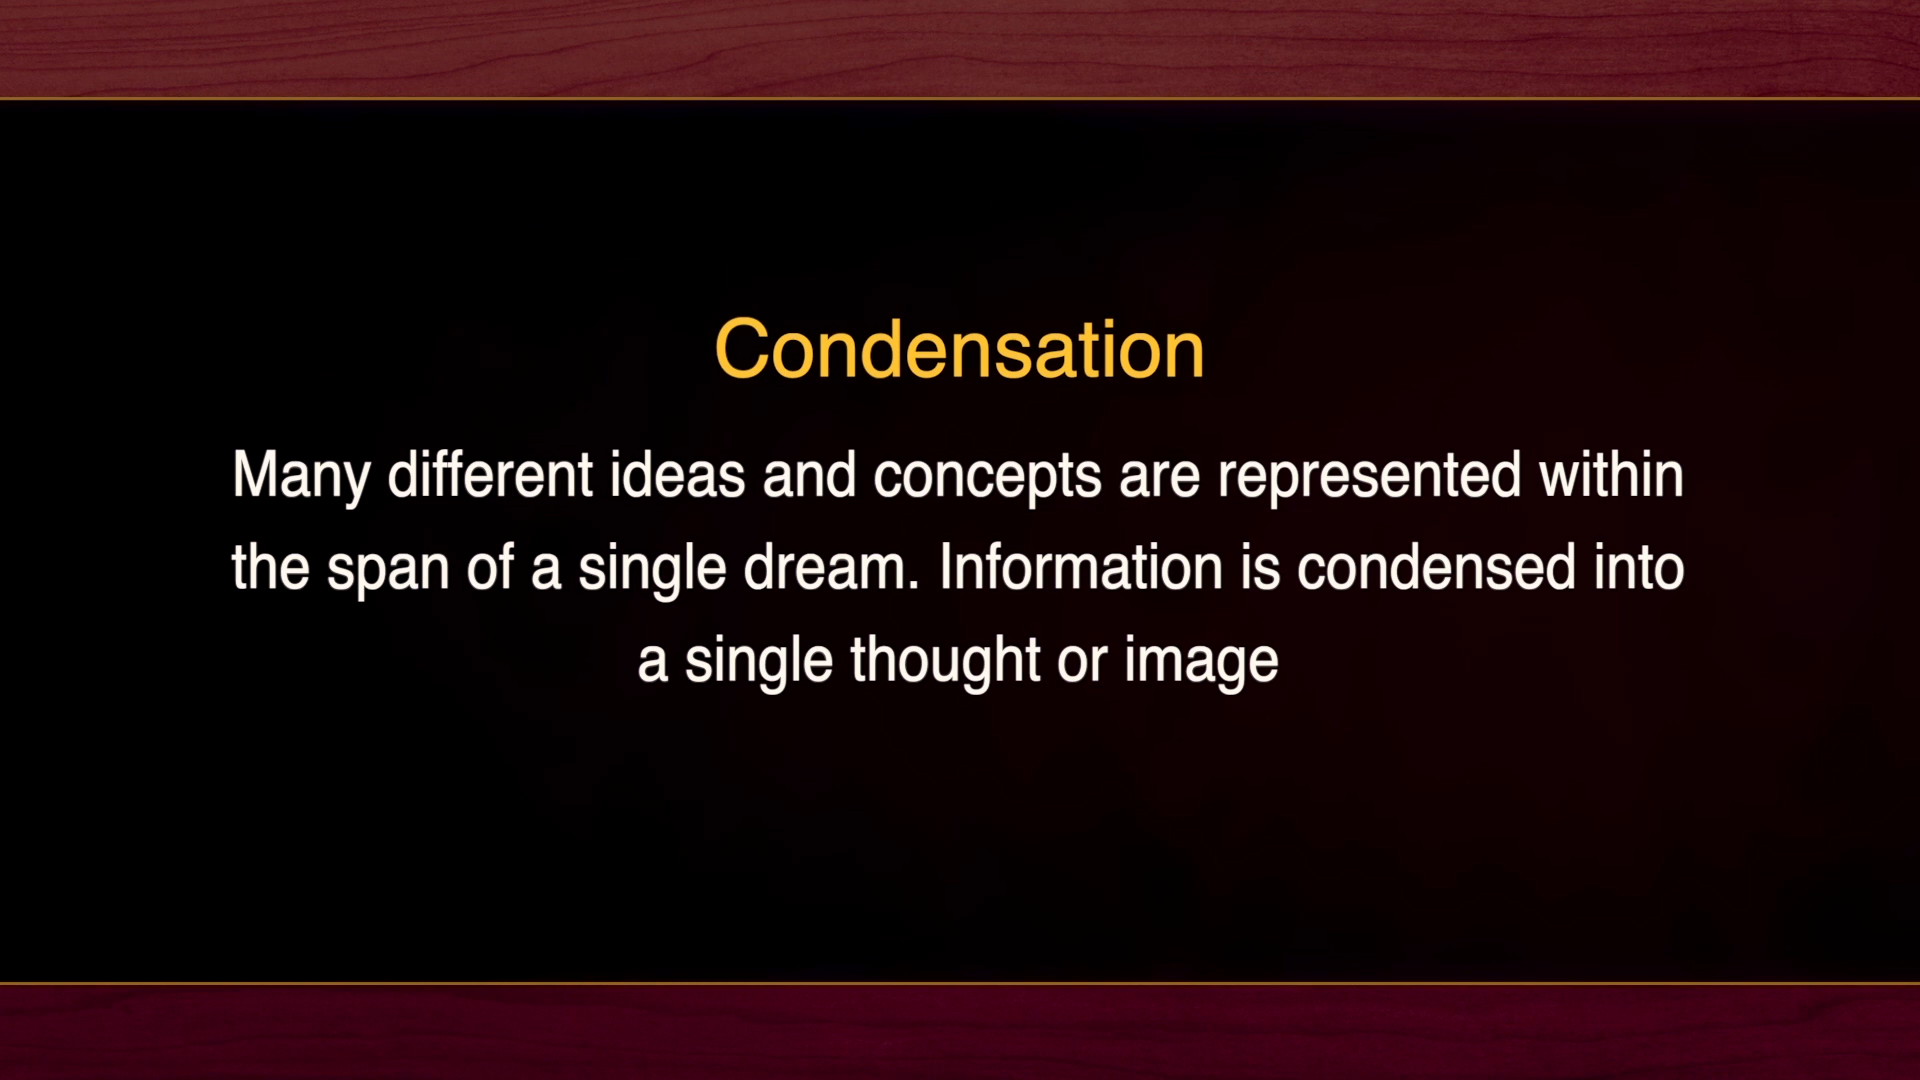 Condensation
Many different ideas and concepts are represented within
the span of a single dream. Information is condensed into
a single thought or image